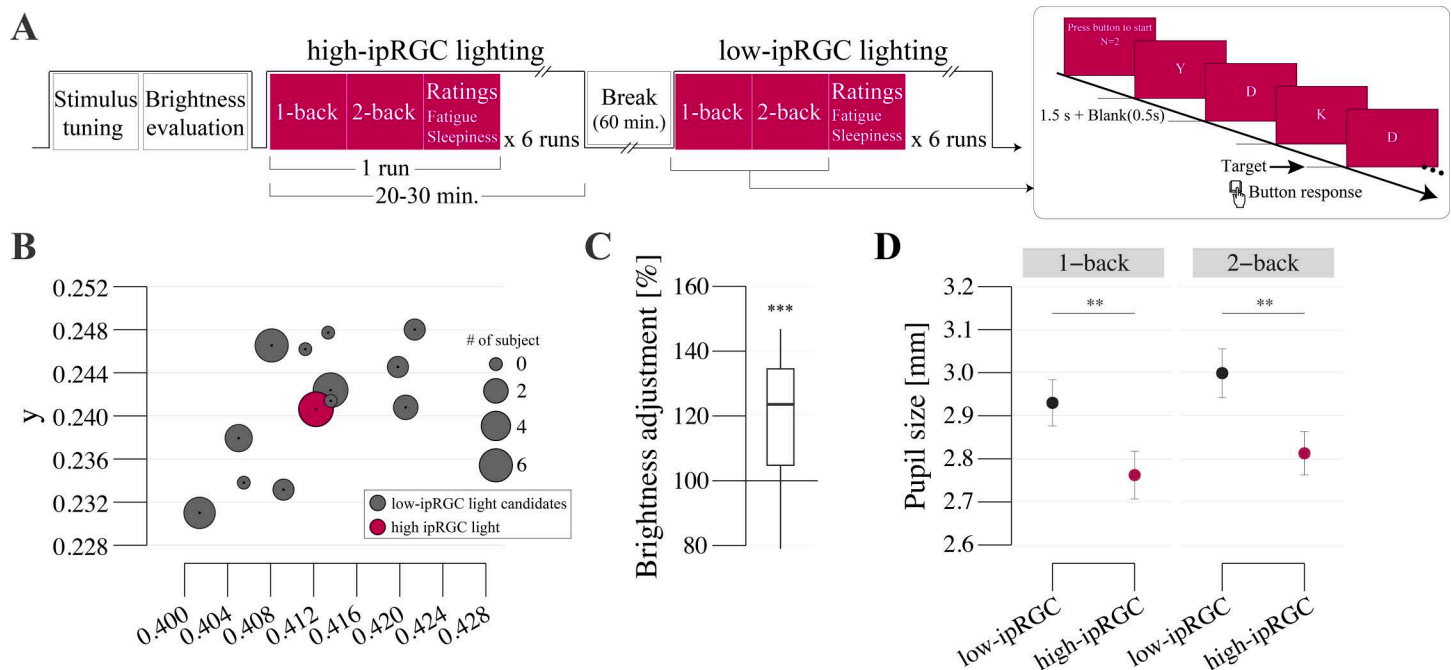 A
high-ipRGC lighting
low-ipRGC lighting
Stimulus
tuning
Brightness
evaluation
1-back
2-back
Ratings
Fatigue
Sleepiness
x 6 runs
Break
(60 min.)
1-back
2-back
Ratings
Fatigue
Sleepiness
x 6 runs
1 run
20-30 min.
Press button to start
N=2
Y
D
K
D
1.5 s + Blank(0.5s)
Target
Button response
B
y
0.252
0.248
0.244
0.240
0.236
0.232
0.228
0.400
0.404
0.408
0.412
0.416
0.420
0.424
0.428
# of subject
0
2
4
6
low-ipRGC light candidates
high ipRGC light
C
Brightness adjustment [%]
160
140
120
100
80
***
D
1−back
2−back
Pupil size [mm]
3.2
3.1
3.0
2.9
2.8
2.7
2.6
**
**
low-ipRGC
high-ipRGC
low-ipRGC
high-ipRGC